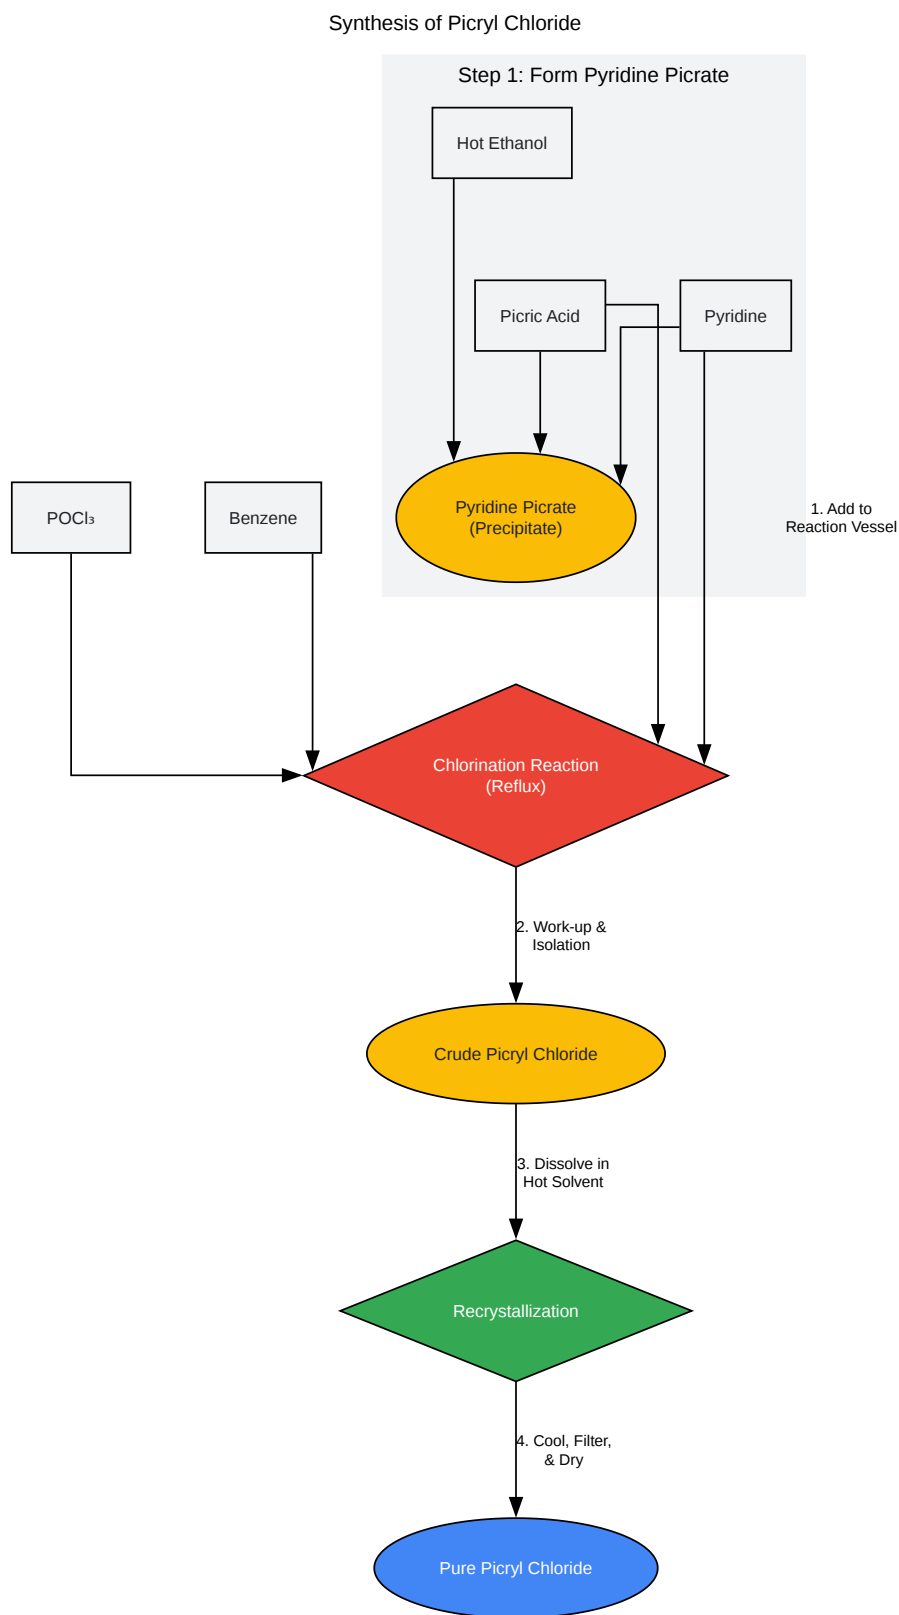 Synthesis of Picryl Chloride
Step 1: Form Pyridine Picrate
Hot Ethanol
Picric Acid
Pyridine
POCl₃
Benzene
Pyridine Picrate
(Precipitate)
1. Add to
Reaction Vessel
Chlorination Reaction
(Reflux)
2. Work-up &
Isolation
Crude Picryl Chloride
3. Dissolve in
Hot Solvent
Recrystallization
4. Cool, Filter,
& Dry
Pure Picryl Chloride